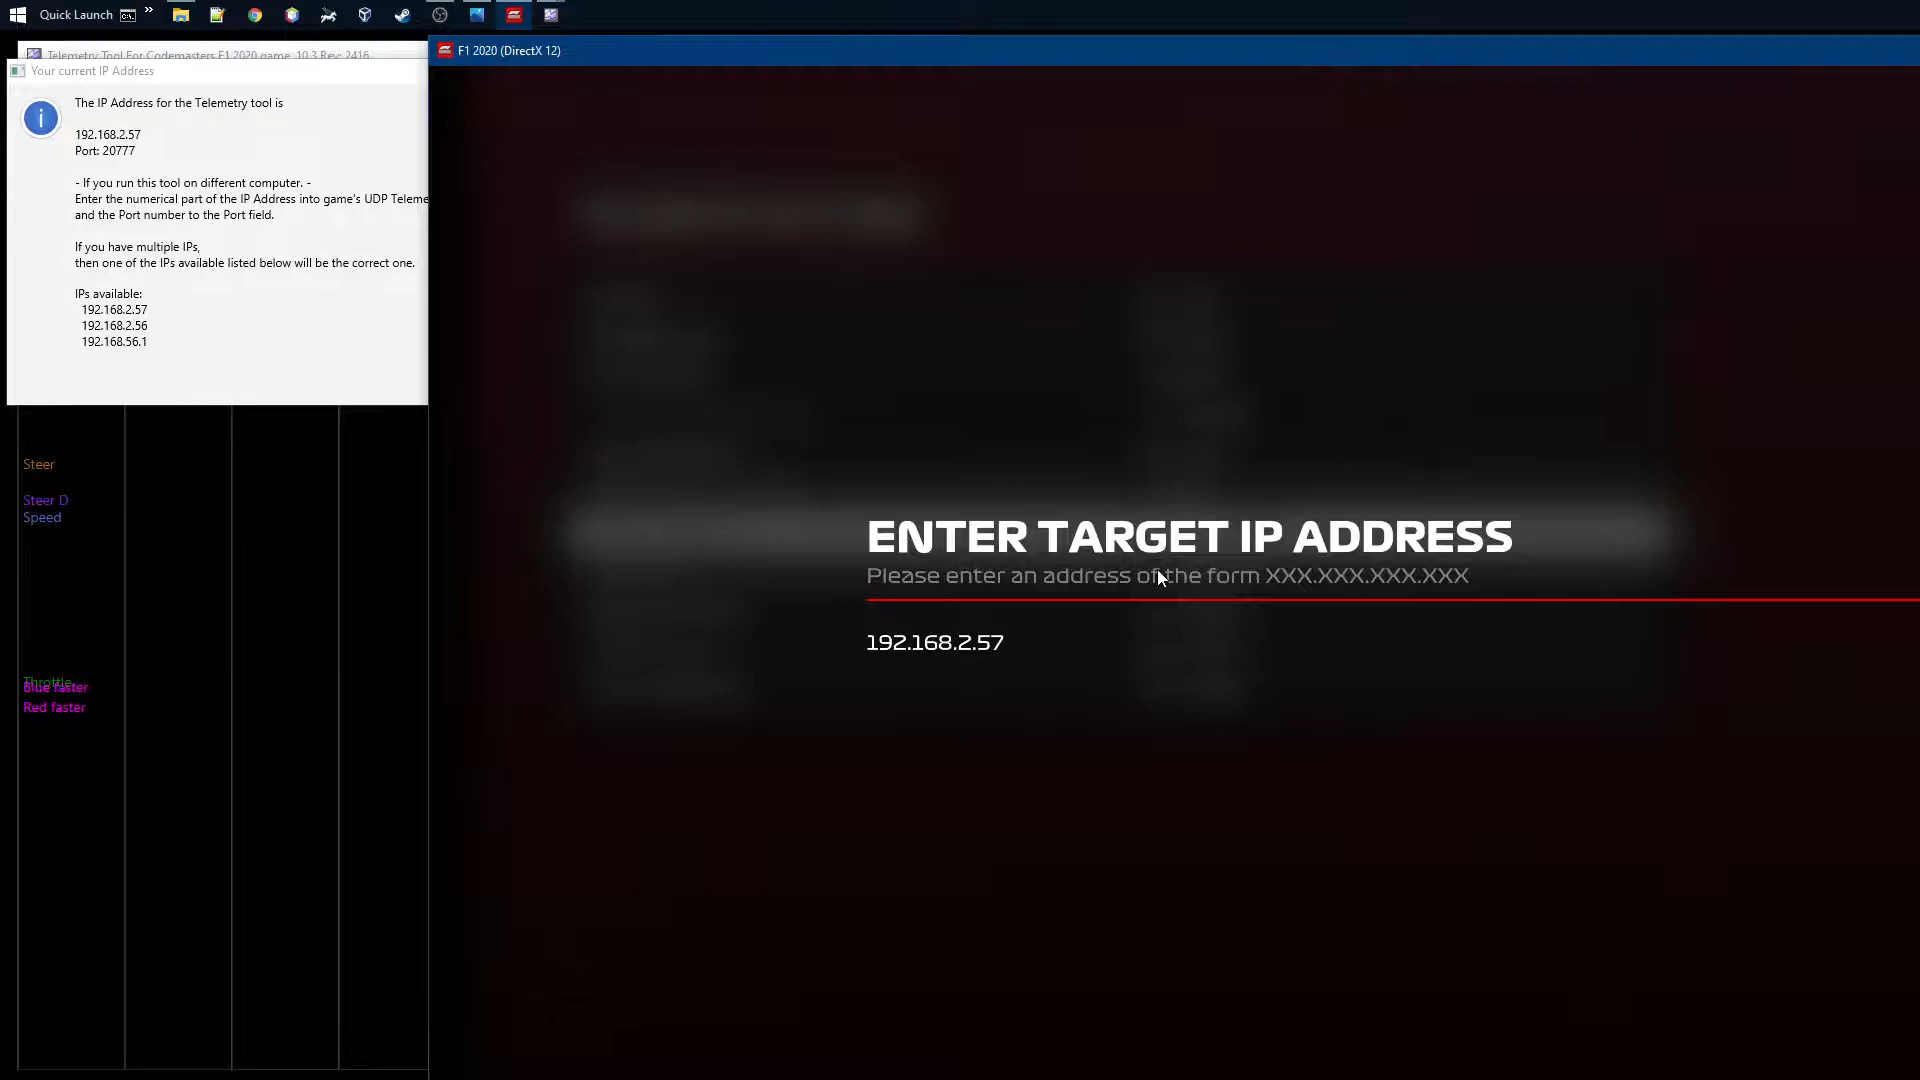 Quick Launch
»
Telemetry Tool For Codemasters F1 2020 game 10.3 Rev: 2416
Your current IP Address
The IP Address for the Telemetry tool is
192.168.2.57
Port: 20777
- If you run this tool on different computer. -
Enter the numerical part of the IP Address into game's UDP Teleme
and the Port number to the Port field.
If you have multiple IPs,
then one of the IPs available listed below will be the correct one.
IPs available:
192.168.2.57
192.168.2.56
192.168.56.1
Steer
Steer D
Speed
Throttle
Blue faster
Red faster
F1 2020 (DirectX 12)
ENTER TARGET IP ADDRESS
Please enter an address of the form XXX.XXX.XXX.XXX
192.168.2.57